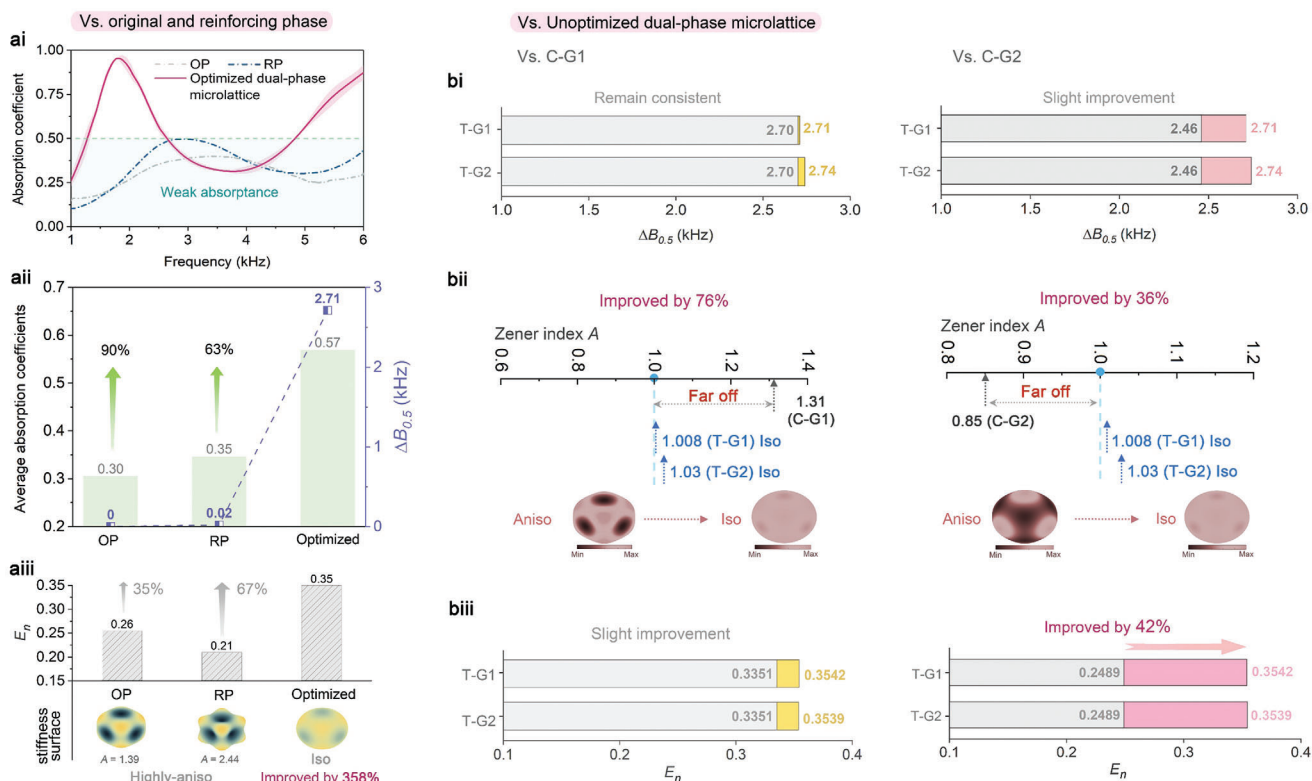 Vs. original and reinforcing phase
ai
1.00
0.75
0.50
0.25
0.00
Absorption coefficient
OP
RP
Optimized dual-phase
microlattice
Weak absorptance
1
2
3
4
5
6
Frequency (kHz)
aii
0.7
0.6
0.5
0.4
0.3
0.2
Average absorption coefficients
90%
63%
0.30
0.35
0.57
0
0.02
2.71
3
2
1
0
ΔB0.5 (kHz)
OP
RP
Optimized
aiii
0.35
0.30
0.25
0.20
0.15
En
35%
67%
0.26
0.21
0.35
OP
RP
Optimized
stiffness
surface
A = 1.39
A = 2.44
Iso
Highly-aniso
Improved by 358%
Vs. Unoptimized dual-phase microlattice
Vs. C-G1
Vs. C-G2
bi
Remain consistent
T-G1
2.70
2.71
T-G2
2.70
2.74
1.0
1.5
2.0
2.5
3.0
ΔB0.5 (kHz)
Slight improvement
T-G1
2.46
2.71
T-G2
2.46
2.74
1.0
1.5
2.0
2.5
3.0
ΔB0.5 (kHz)
bii
Improved by 76%
Zener index A
0.6
0.8
1.0
1.2
1.4
Far off
1.31
(C-G1)
1.008 (T-G1) Iso
1.03 (T-G2) Iso
Aniso
Iso
Min
Max
Min
Max
Improved by 36%
Zener index A
0.8
0.9
1.0
1.1
1.2
Far off
0.85 (C-G2)
1.008 (T-G1) Iso
1.03 (T-G2) Iso
Aniso
Iso
Min
Max
Min
Max
biii
Slight improvement
T-G1
0.3351
0.3542
T-G2
0.3351
0.3539
0.1
0.2
0.3
0.4
En
Improved by 42%
T-G1
0.2489
0.3542
T-G2
0.2489
0.3539
0.1
0.2
0.3
0.4
En